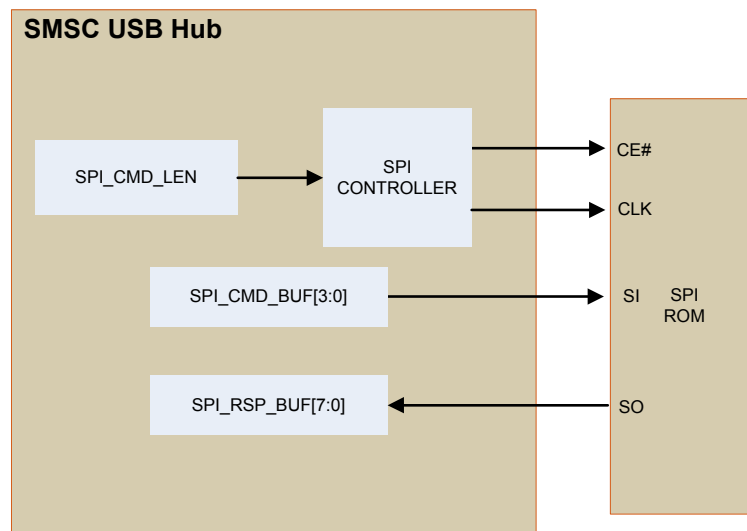 SMSC USB Hub
SPI_CMD_LEN
SPI
CONTROLLER
CE#
CLK
SPI_CMD_BUF[3:0]
SI
SPI
ROM
SPI_RSP_BUF[7:0]
SO